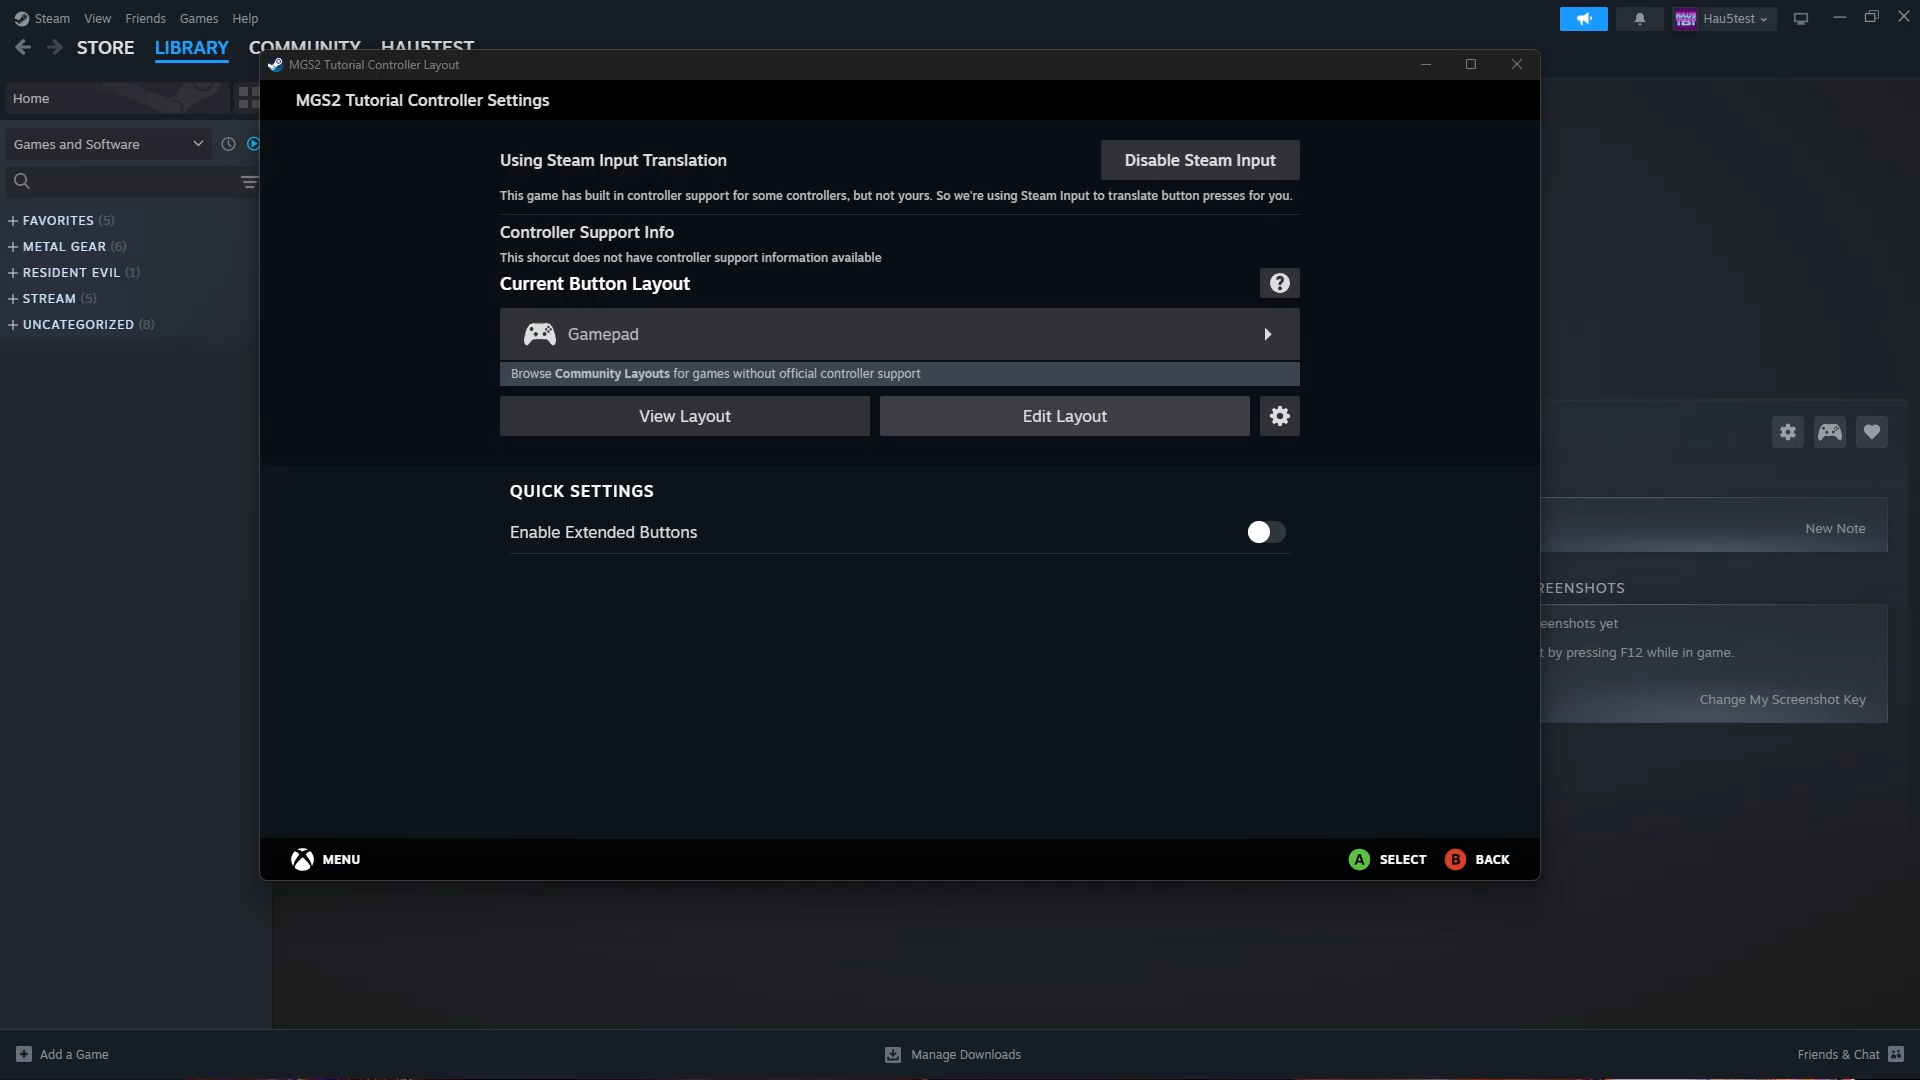 Steam View Friends Games Help
Hau5test
STORE LIBRARY COMMUNITY HAU5TEST
MGS2 Tutorial Controller Layout
Home
MGS2 Tutorial Controller Settings
Games and Software
Using Steam Input Translation
Disable Steam Input
This game has built in controller support for some controllers, but not yours. So we're using Steam Input to translate button presses for you.
FAVORITES (5)
METAL GEAR (6)
RESIDENT EVIL (1)
STREAM (5)
UNCATEGORIZED (8)
Controller Support Info
This shorcut does not have controller support information available
Current Button Layout
?
Gamepad
Browse Community Layouts for games without official controller support
View Layout
Edit Layout
QUICK SETTINGS
Enable Extended Buttons
New Note
REENSHOTS
eenshots yet
t by pressing F12 while in game.
Change My Screenshot Key
MENU
A SELECT B BACK
Add a Game
Manage Downloads
Friends & Chat